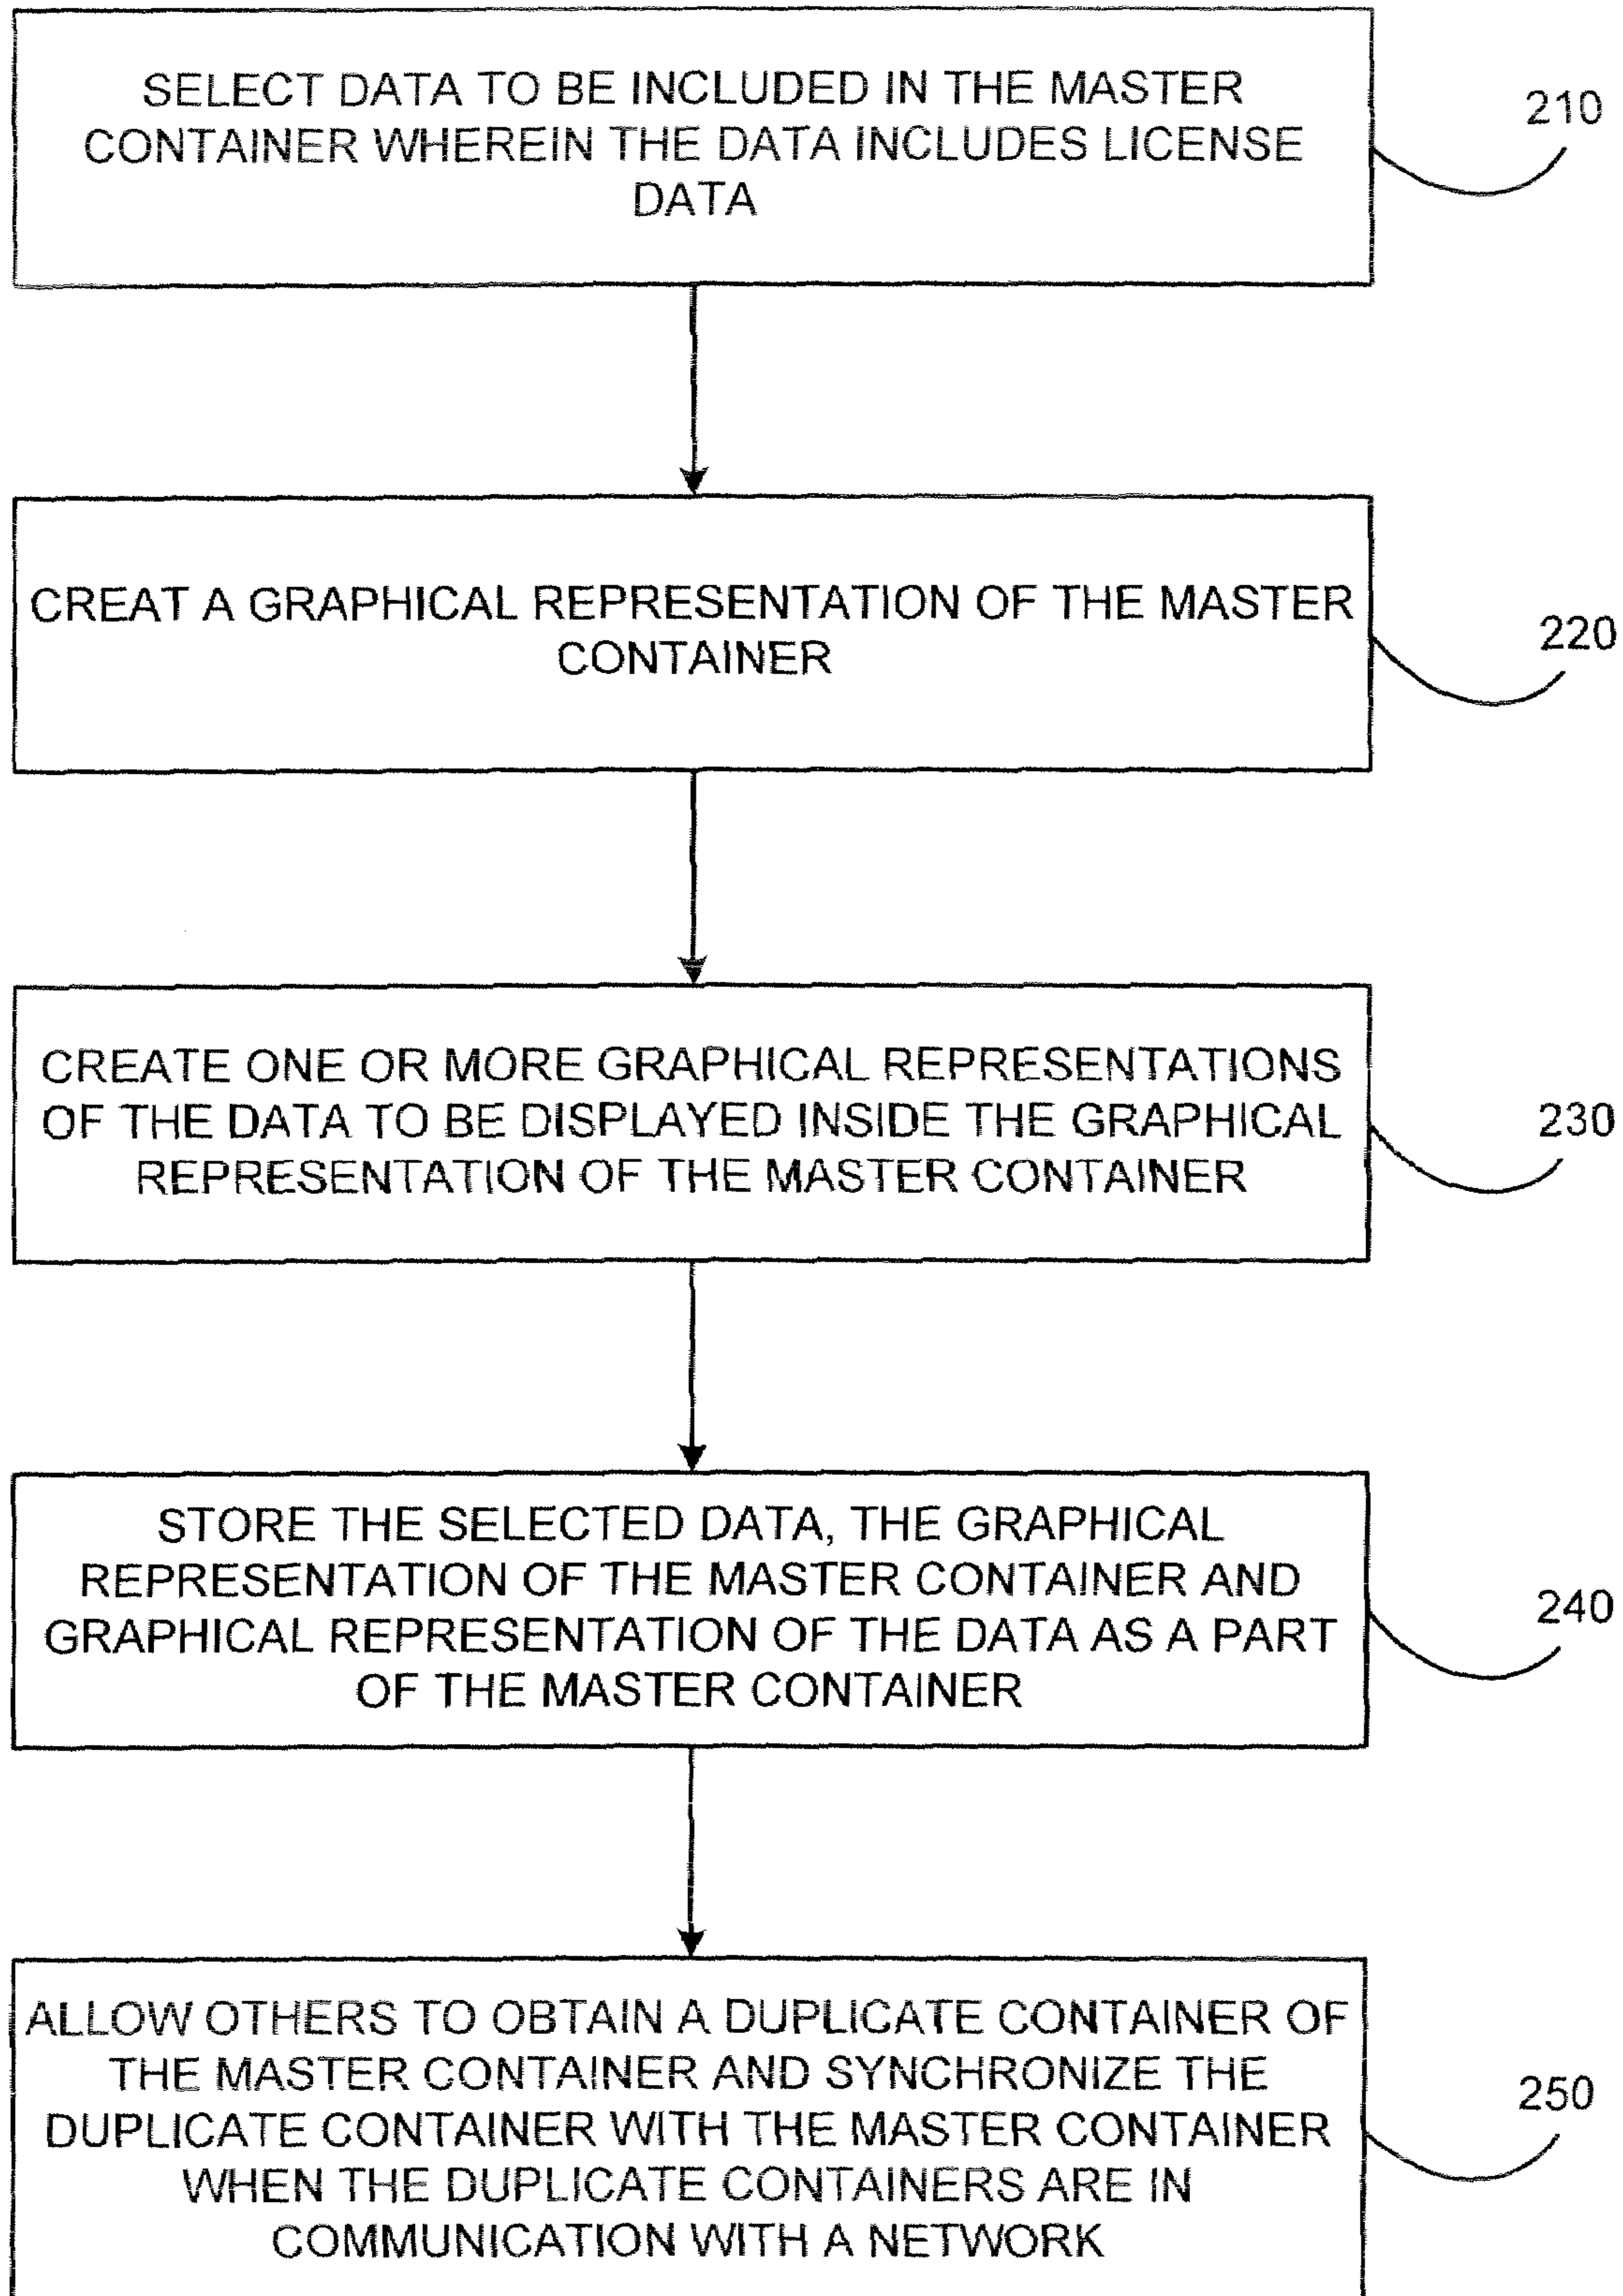 SELECT DATA TO BE INCLUDED IN THE MASTER
CONTAINER WHEREIN THE DATA INCLUDES LICENSE
DATA
210
CREAT A GRAPHICAL REPRESENTATION OF THE MASTER
CONTAINER
220
CREATE ONE OR MORE GRAPHICAL REPRESENTATIONS
OF THE DATA TO BE DISPLAYED INSIDE THE GRAPHICAL
REPRESENTATION OF THE MASTER CONTAINER
230
STORE THE SELECTED DATA, THE GRAPHICAL
REPRESENTATION OF THE MASTER CONTAINER AND
GRAPHICAL REPRESENTATION OF THE DATA AS A PART
OF THE MASTER CONTAINER
240
ALLOW OTHERS TO OBTAIN A DUPLICATE CONTAINER OF
THE MASTER CONTAINER AND SYNCHRONIZE THE
DUPLICATE CONTAINER WITH THE MASTER CONTAINER
WHEN THE DUPLICATE CONTAINERS ARE IN
COMMUNICATION WITH A NETWORK
250